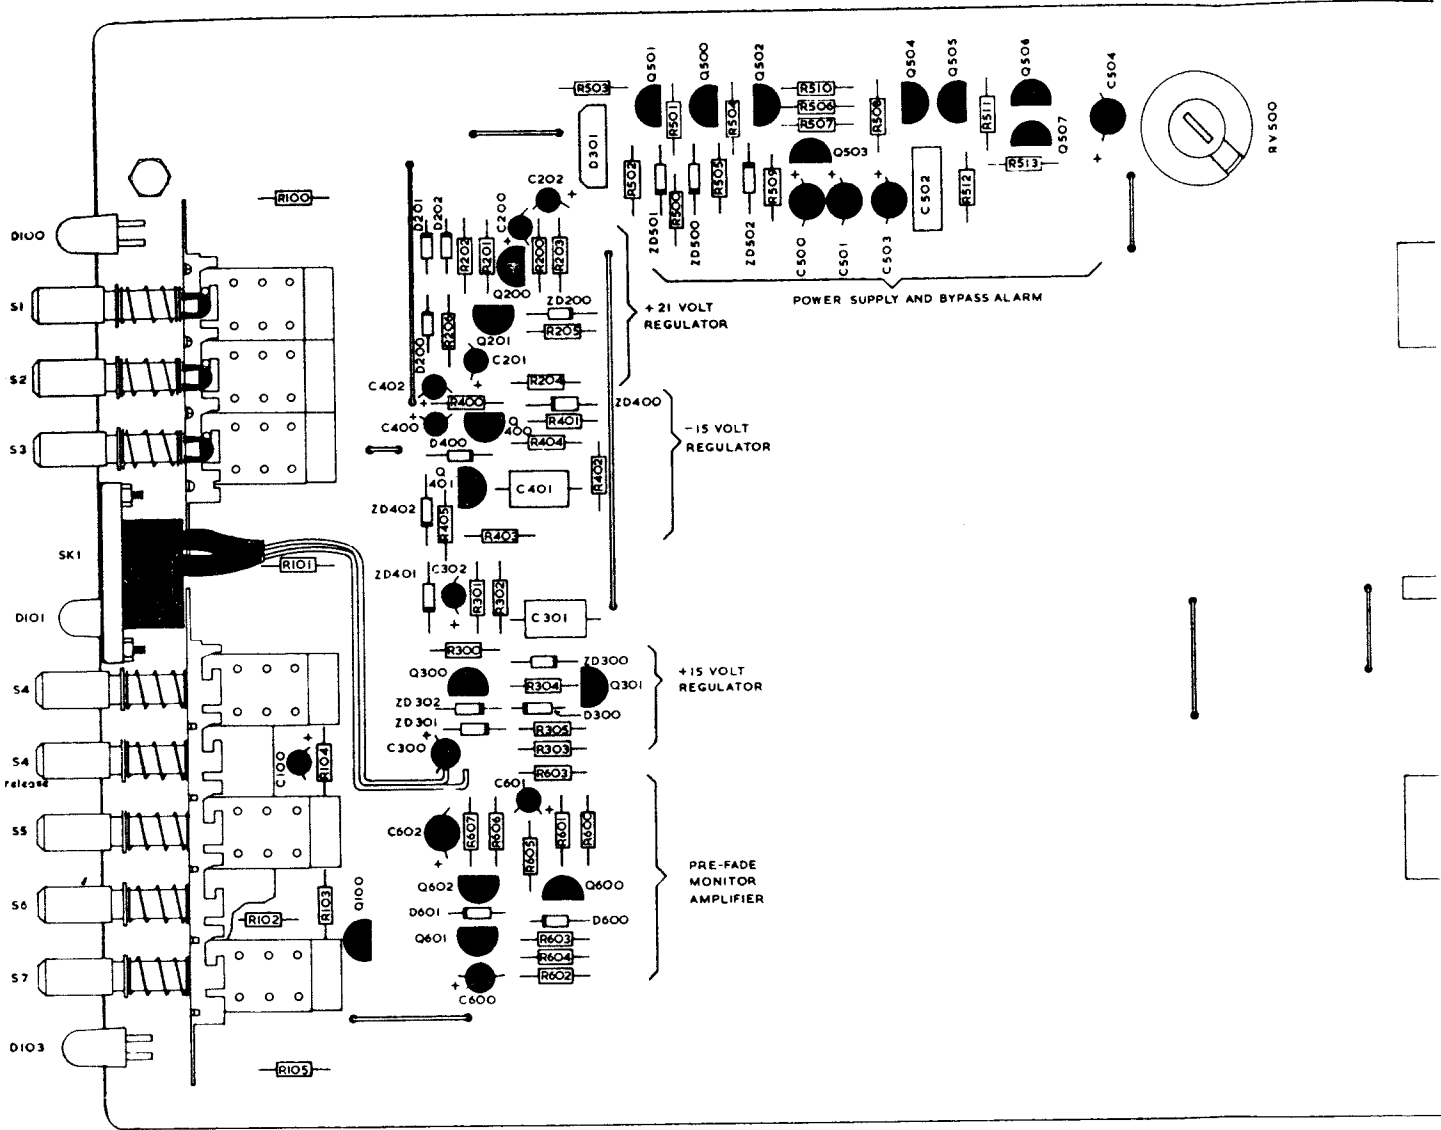 R503
Q501
R501
Q500
R504
Q502
R510
R506
R507
R508
Q504
Q505
R511
Q506
Q507
R513
C504
RV500
D301
R502
ZD501
R500
ZD500
R505
ZD502
R509
Q503
C500
C501
C503
C502
R512
POWER SUPPLY AND BYPASS ALARM
R100
D100
S1
S2
S3
SK1
D101
S4
S4
release
S5
S6
S7
D103
R101
C100
R104
R103
R102
Q100
R105
D201
D202
C202
C200
R202
R201
R200
R203
Q200
ZD200
R205
D200
R206
Q201
C201
R204
+21 VOLT
REGULATOR
C402
R400
ZD400
C400
Q
400
R401
R404
D400
Q
401
C401
R402
ZD402
R405
R403
-15 VOLT
REGULATOR
ZD401
C302
R301
R302
C301
R300
ZD300
Q300
R304
Q301
ZD302
D300
ZD301
R305
C300
R303
+15 VOLT
REGULATOR
R603
C601
C602
R607
R606
R605
R601
R600
Q602
Q600
D601
D600
Q601
R603
R604
R602
C600
PRE-FADE
MONITOR
AMPLIFIER